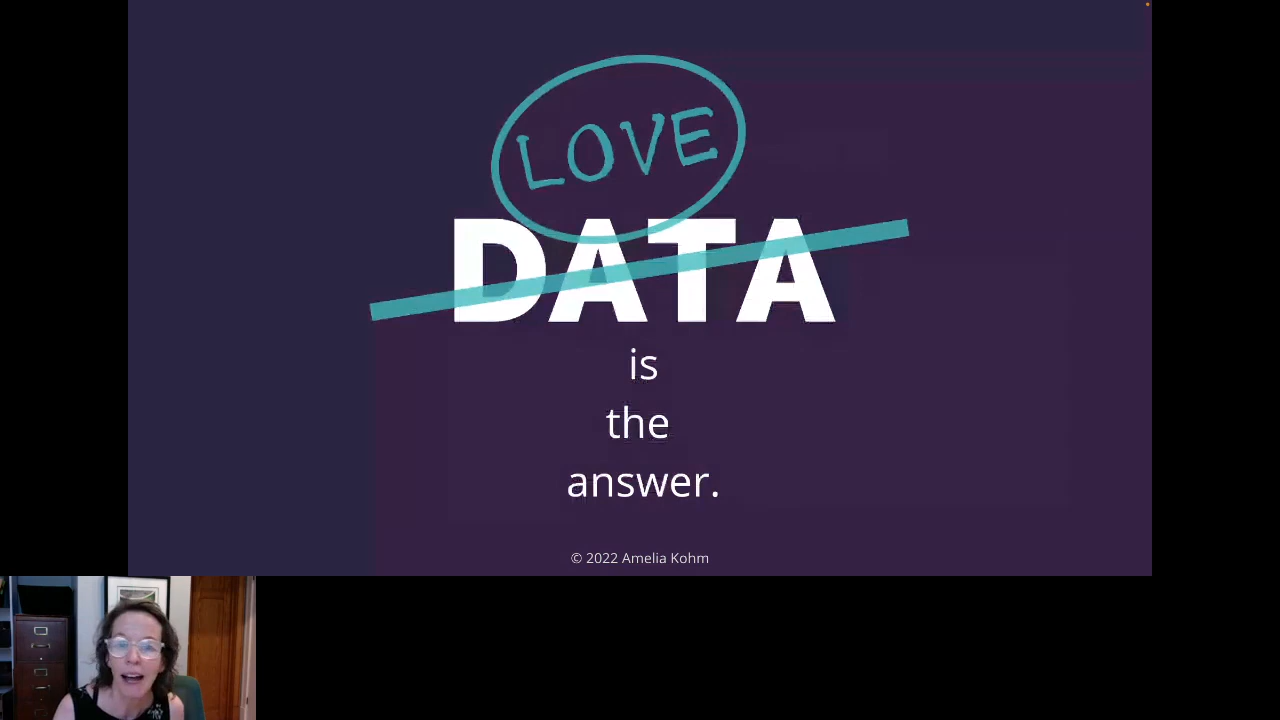 LOVE
DATA
is
the
answer.
© 2022 Amelia Kohm